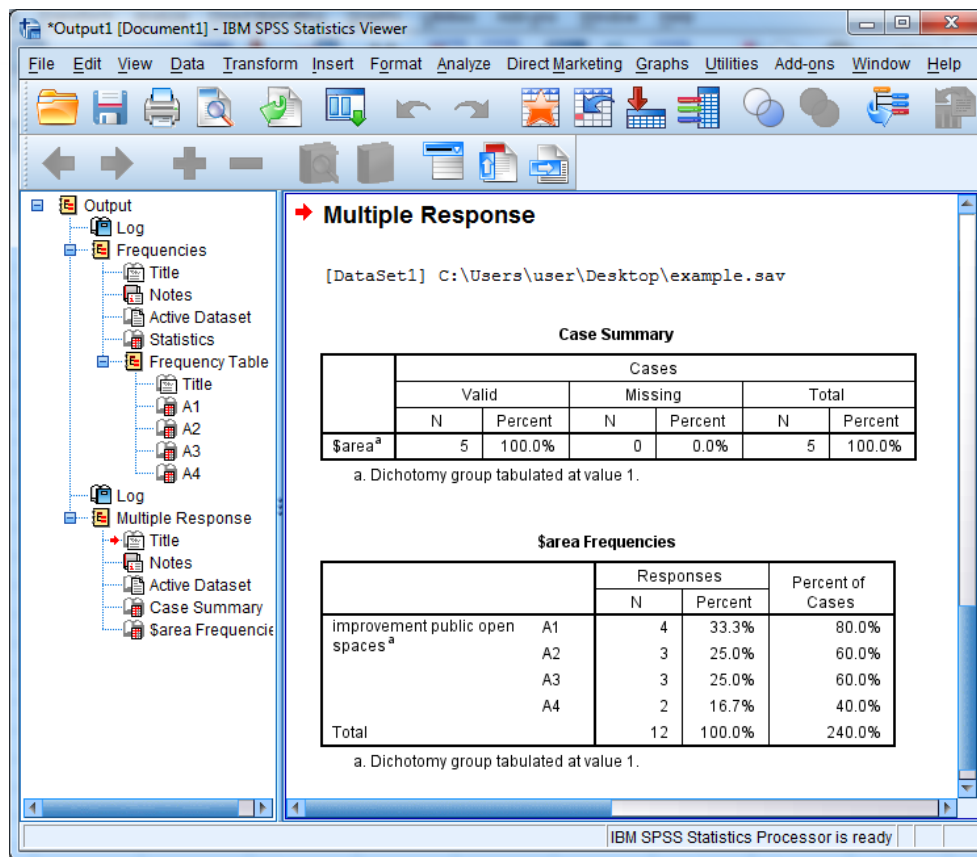 *Output1 [Document1] - IBM SPSS Statistics Viewer
File Edit View Data Transform Insert Format Analyze Direct Marketing Graphs Utilities Add-ons Window Help
Output
Log
Frequencies
Title
Notes
Active Dataset
Statistics
Frequency Table
Title
A1
A2
A3
A4
Log
Multiple Response
Title
Notes
Active Dataset
Case Summary
$area Frequencie
Multiple Response
[DataSet1] C:\Users\user\Desktop\example.sav
Case Summary
Cases
Valid Missing Total
N Percent N Percent N Percent
$area a 5 100.0% 0 0.0% 5 100.0%
a. Dichotomy group tabulated at value 1.
$area Frequencies
Responses Percent of
N Percent Cases
improvement public open A1 4 33.3% 80.0%
spaces a A2 3 25.0% 60.0%
A3 3 25.0% 60.0%
A4 2 16.7% 40.0%
Total 12 100.0% 240.0%
a. Dichotomy group tabulated at value 1.
IBM SPSS Statistics Processor is ready